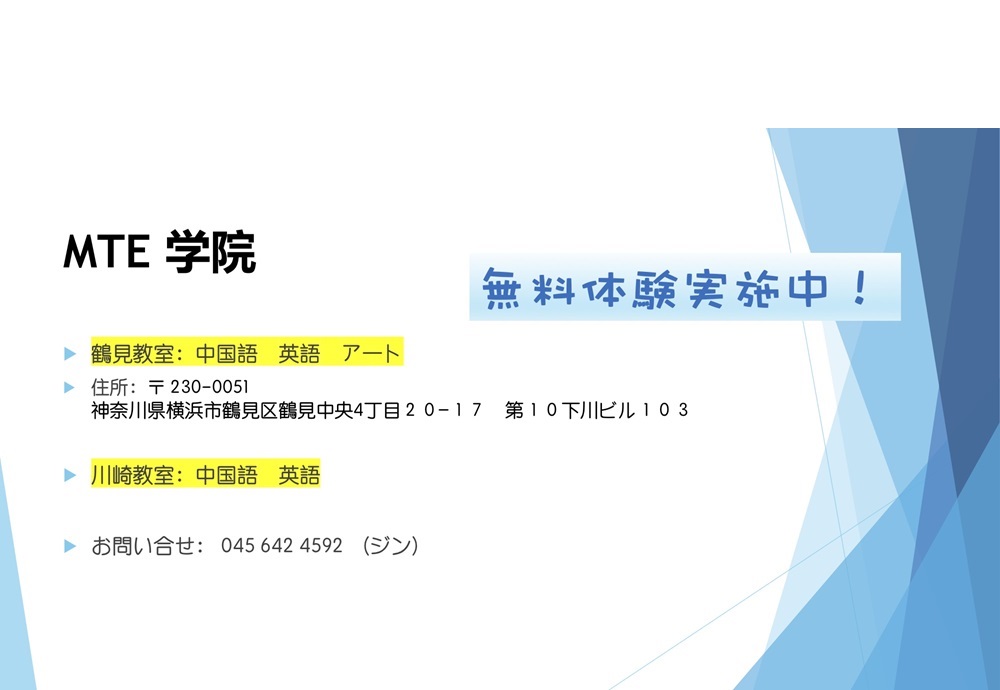 MTE 学院
無料体験実施中！
鶴見教室：中国語　英語　アート
住所：〒230-0051
神奈川県横浜市鶴見区鶴見中央4丁目２０−１７　第１０下川ビル１０３
川崎教室：中国語　英語
お問い合せ： 045 642 4592 （ジン）